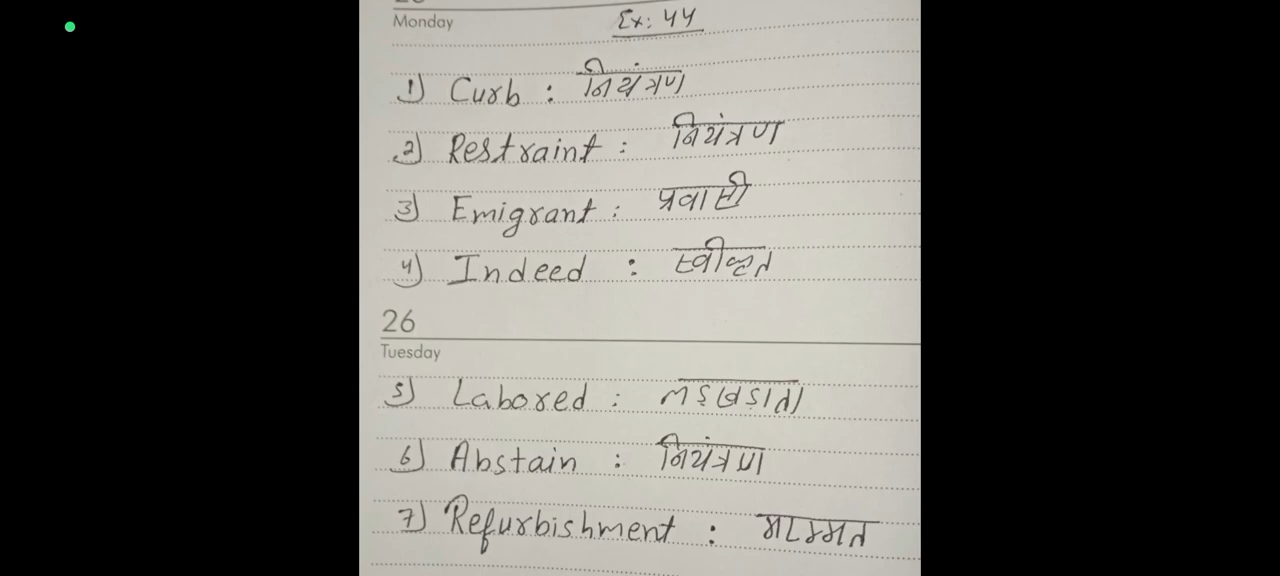 Monday
Ex: 44
1) Curb : नियंत्रण
2) Restraint : नियंत्रण
3) Emigrant : प्रवासी
4) Indeed : स्वीकृत
26
Tuesday
5) Labored : लड़खड़ाता
6) Abstain : नियंत्रण
7) Refurbishment : मरम्मत